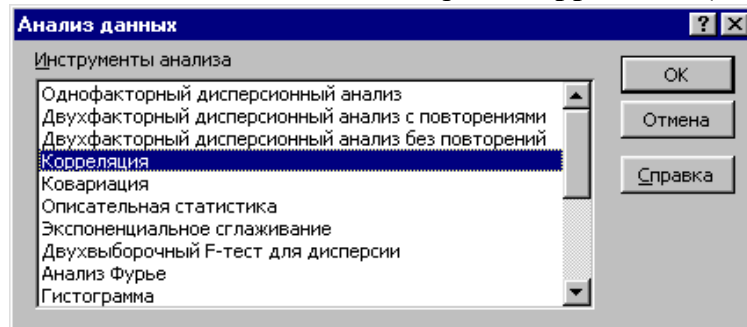 Анализ данных
Инструменты анализа
Однофакторный дисперсионный анализ
Двухфакторный дисперсионный анализ с повторениями
Двухфакторный дисперсионный анализ без повторений
Корреляция
Ковариация
Описательная статистика
Экспоненциальное сглаживание
Двухвыборочный F-тест для дисперсии
Анализ Фурье
Гистограмма
OK
Отмена
Справка